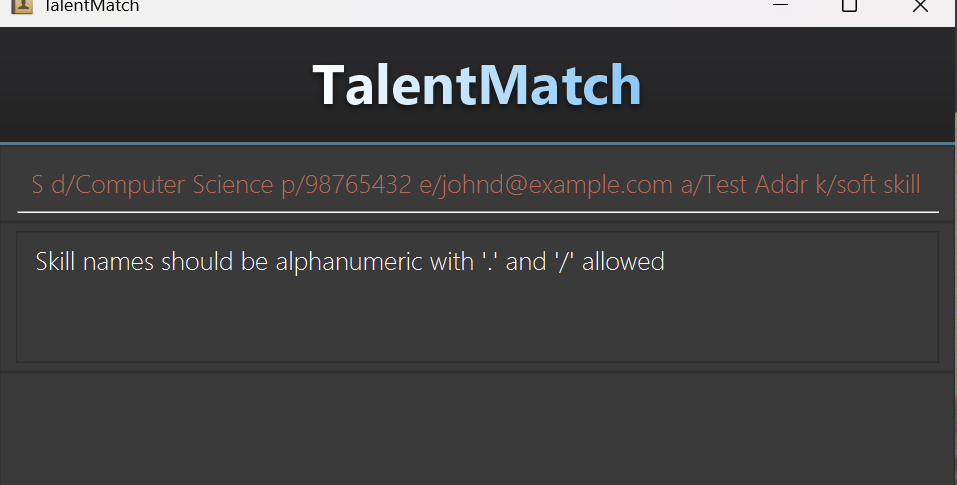 TalentMatch
TalentMatch
S d/Computer Science p/98765432 e/johnd@example.com a/Test Addr k/soft skill
Skill names should be alphanumeric with '.' and '/' allowed